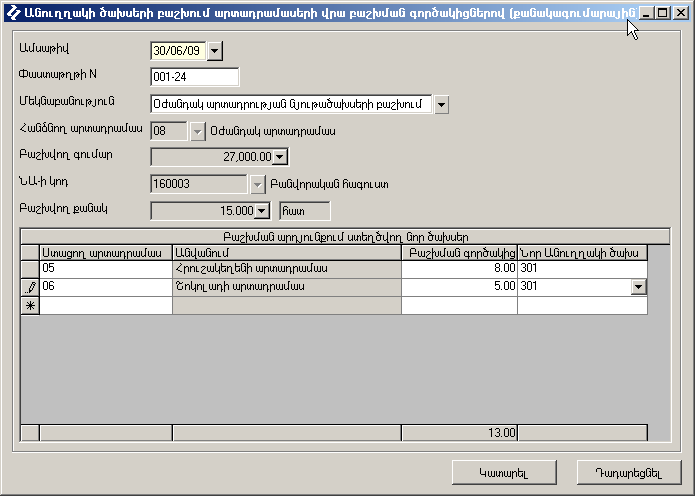 Անուղղակի ծախսերի բաշխում արտադրամասերի վրա բաշխման գործակիցներով (քանակագումարային
Ամսաթիվ 30/06/09
Փաստաթղթի N 001-24
Մեկնաբանություն Օժանդակ արտադրության նյութածախսերի բաշխում
Հանձնող արտադրամաս 08 Օժանդակ արտադրամաս
Բաշխվող գումար 27,000.00
ՆԱ-ի կոդ 160003 Բանվորական հագուստ
Բաշխվող քանակ 15.000 հատ
Բաշխման արդյունքում ստեղծվող նոր ծախսեր
Ստացող արտադրամաս Անվանում Բաշխման գործակից Նոր Անուղղակի ծախս
05 Հրուշակեղենի արտադրամաս 8.00 301
06 Շոկոլադի արտադրամաս 5.00 301
13.00
Կատարել Դադարեցնել